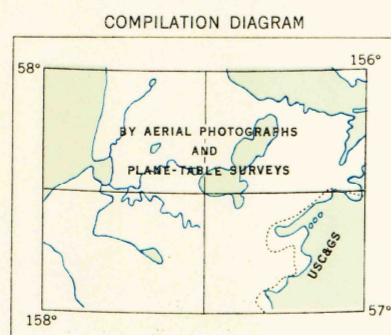 COMPILATION DIAGRAM
58°
156°
BY AERIAL PHOTOGRAPHS
AND
PLANE-TABLE SURVEYS
USC&GS
158°
57°